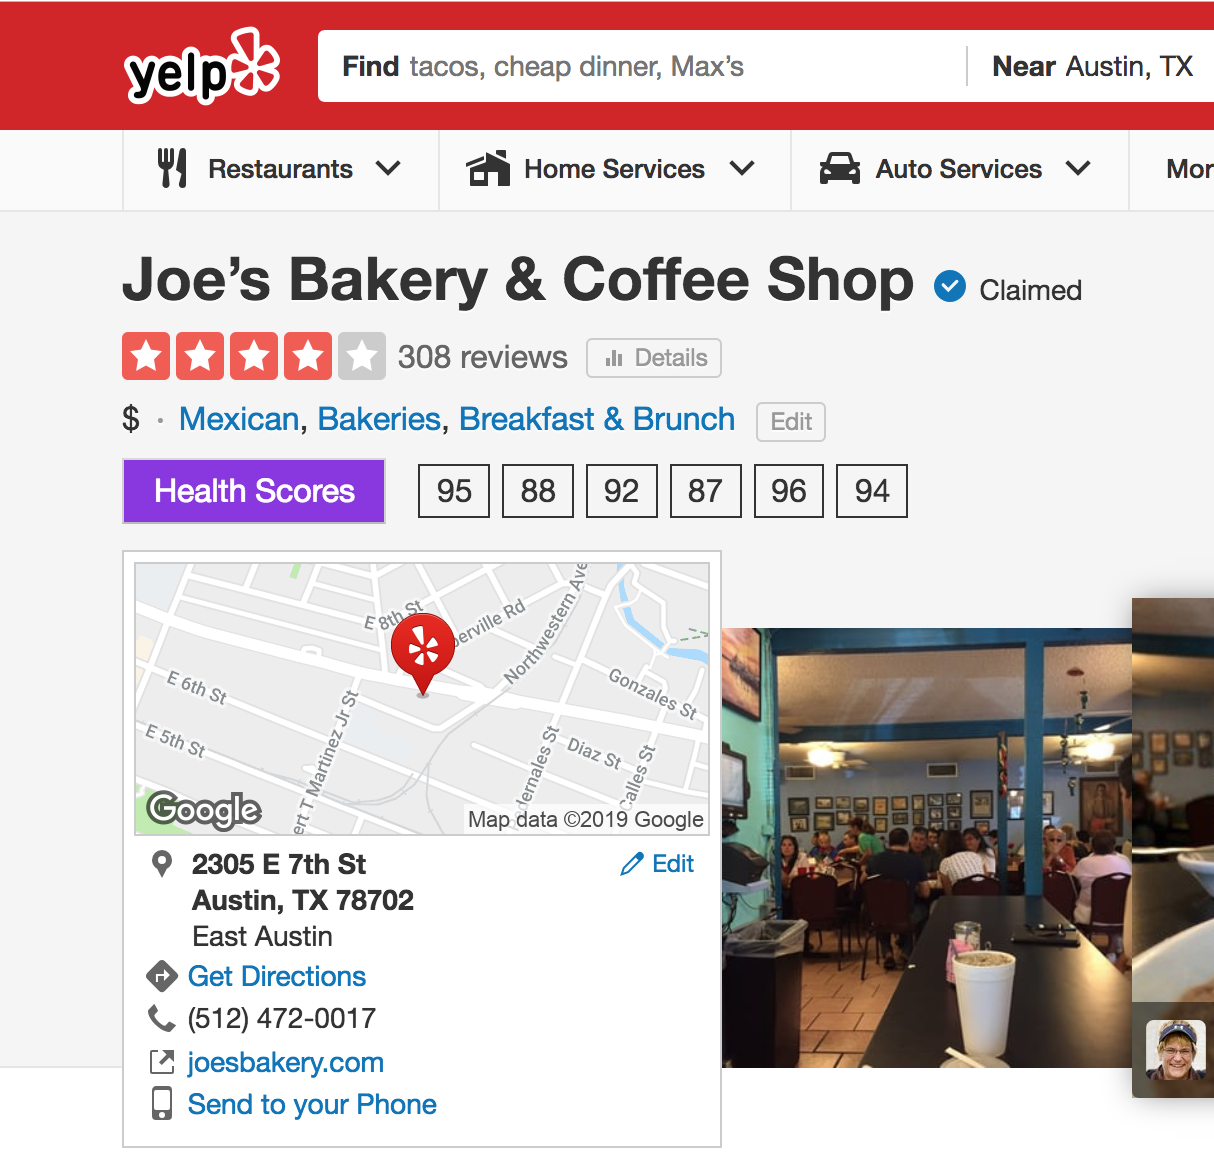 yelp
Find tacos, cheap dinner, Max's
Near Austin, TX
Restaurants
Home Services
Auto Services
Mor
Joe’s Bakery & Coffee Shop
Claimed
308 reviews
Details
$ · Mexican, Bakeries, Breakfast & Brunch
Edit
Health Scores
95 88 92 87 96 94
E 8th St
berville Rd
Northwestern Ave
E 6th St
Gonzales St
E 5th St
ert T Martinez Jr St
dernales St
Diaz St
Calles St
Google
Map data ©2019 Google
2305 E 7th St
Edit
Austin, TX 78702
East Austin
Get Directions
(512) 472-0017
joesbakery.com
Send to your Phone